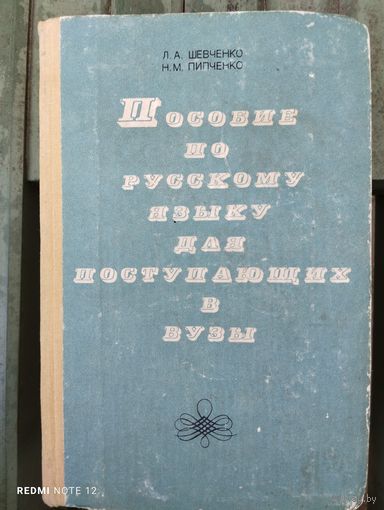 Л.А. ШЕВЧЕНКО
Н.М. ПИПЧЕНКО
ПОСОБИЕ
ПО
РУССКОМУ
ЯЗЫКУ
ДЛЯ
ПОСТУПАЮЩИХ
В
ВУЗЫ
REDMI NOTE 12